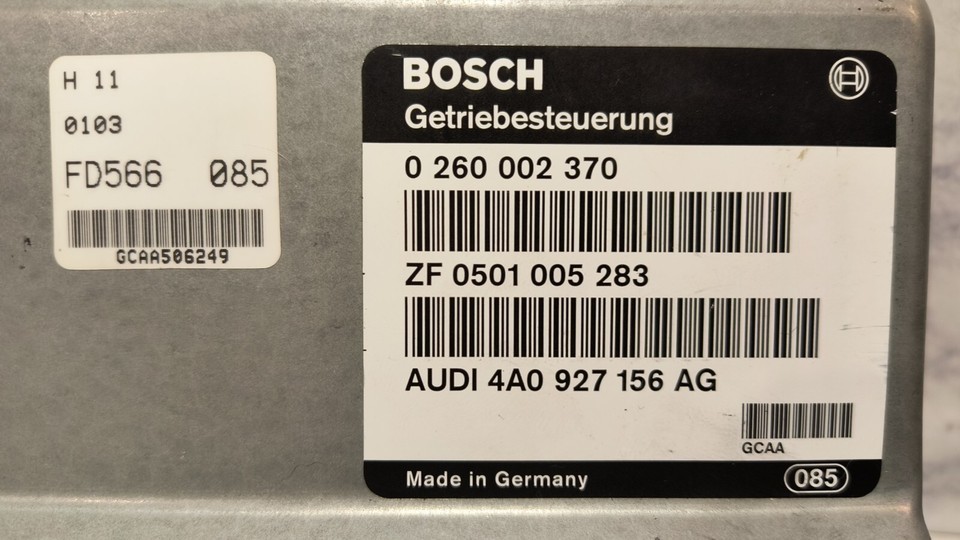 H 11
0103
FD566 085
GCAA506249
BOSCH
Getriebesteuerung
0 260 002 370
ZF 0501 005 283
AUDI 4A0 927 156 AG
GCAA
Made in Germany
085